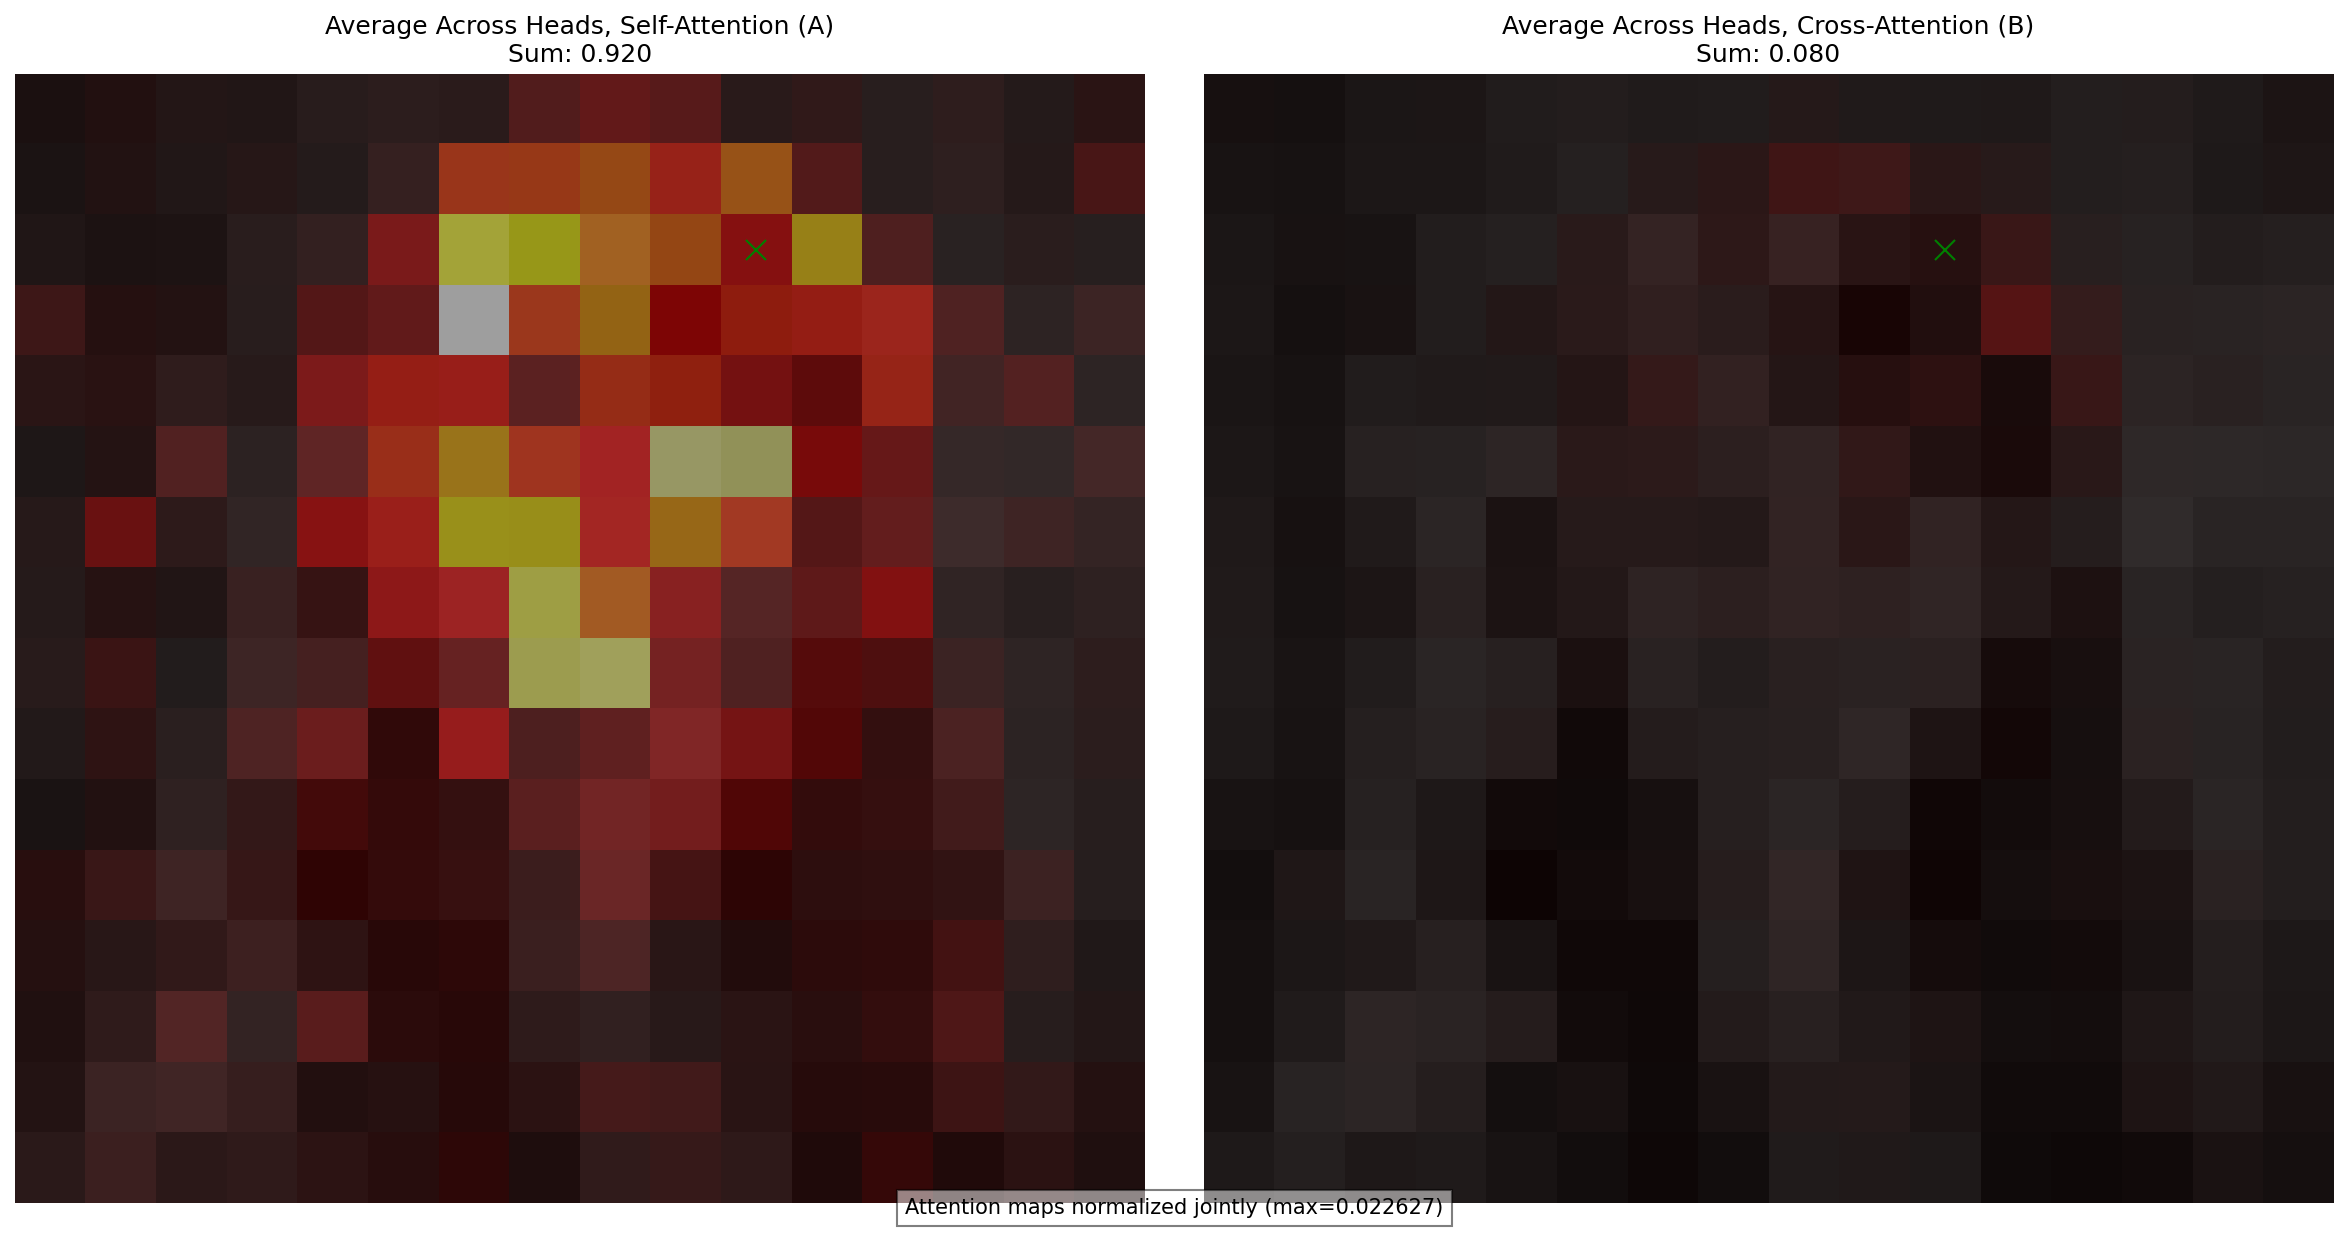 Average Across Heads, Self-Attention (A)
Sum: 0.920
Average Across Heads, Cross-Attention (B)
Sum: 0.080
Attention maps normalized jointly (max=0.022627)